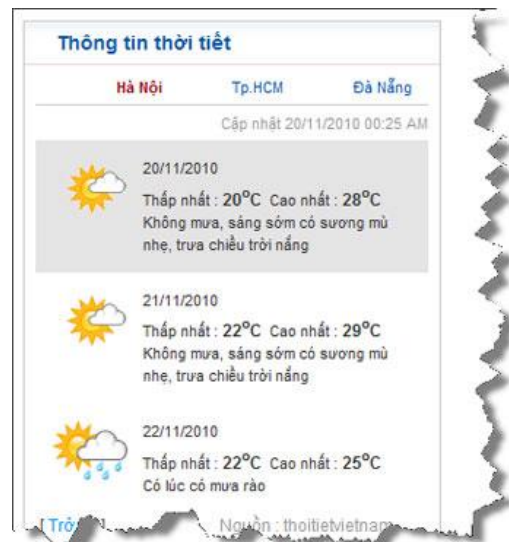 Thông tin thời tiết
Hà Nội Tp.HCM Đà Nẵng
Cập nhật 20/11/2010 00:25 AM
20/11/2010
Thấp nhất : 20°C Cao nhất : 28°C
Không mưa, sáng sớm có sương mù
nhẹ, trưa chiều trời nắng
21/11/2010
Thấp nhất : 22°C Cao nhất : 29°C
Không mưa, sáng sớm có sương mù
nhẹ, trưa chiều trời nắng
22/11/2010
Thấp nhất : 22°C Cao nhất : 25°C
Có lúc có mưa rào
[ Trở ] Nguồn : thoitietvietnam